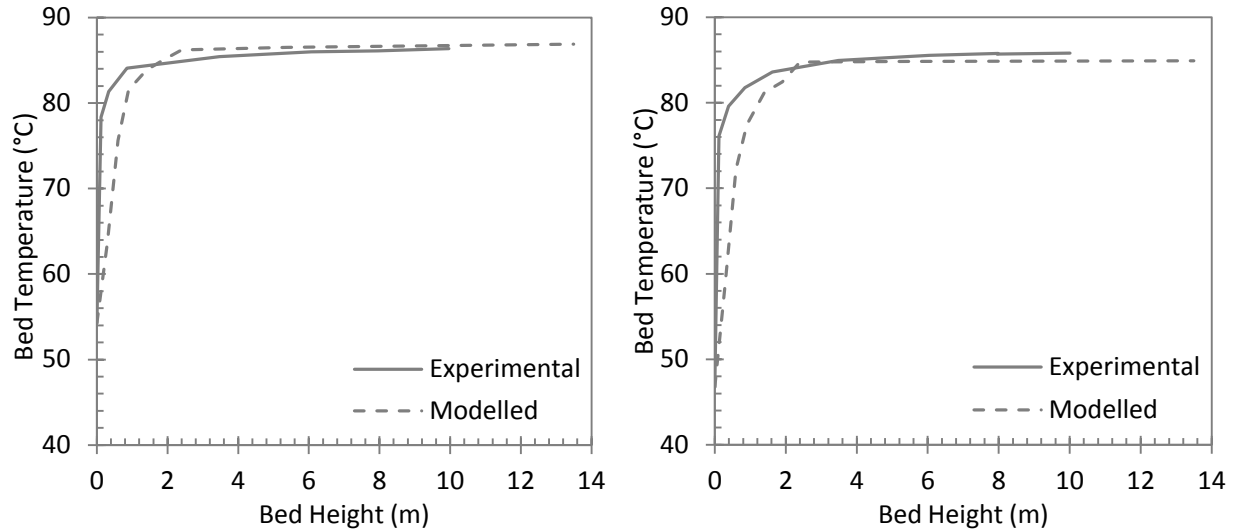 90
80
70
60
50
40
Bed Temperature (°C)
Experimental
Modelled
0 2 4 6 8 10 12 14
Bed Height (m)
90
80
70
60
50
40
Bed Temperature (°C)
Experimental
Modelled
0 2 4 6 8 10 12 14
Bed Height (m)